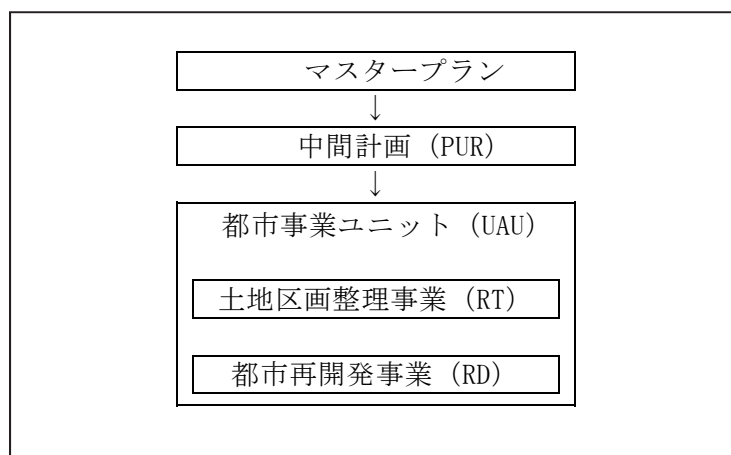 マスタープラン
↓
中間計画 (PUR)
↓
都市事業ユニット (UAU)
土地区画整理事業 (RT)
都市再開発事業 (RD)